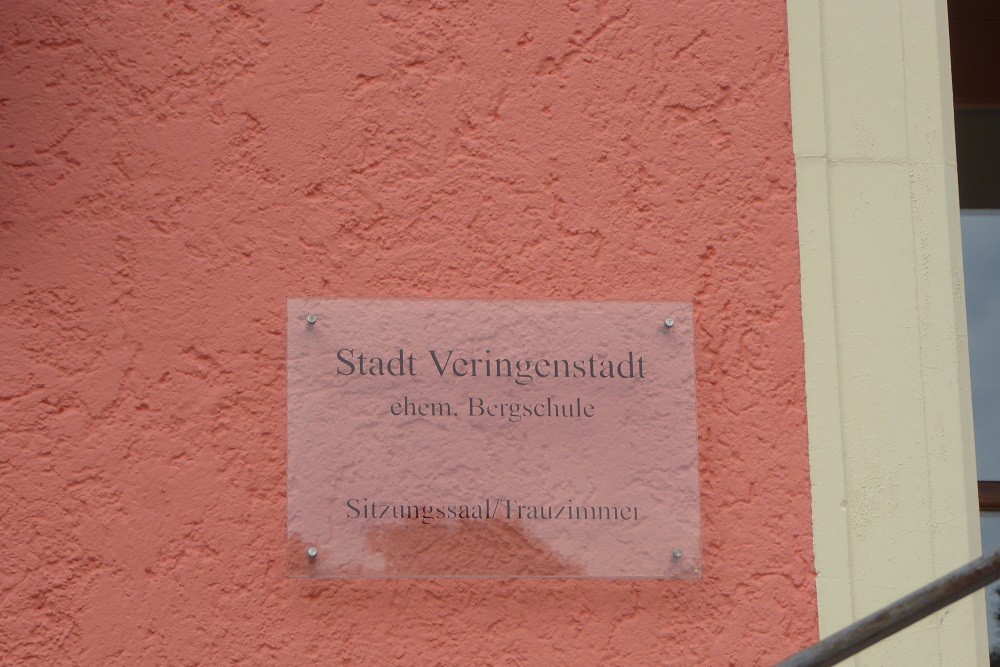 Stadt Veringenstadt
ehem. Bergschule
Sitzungssaal/Trauzimmer